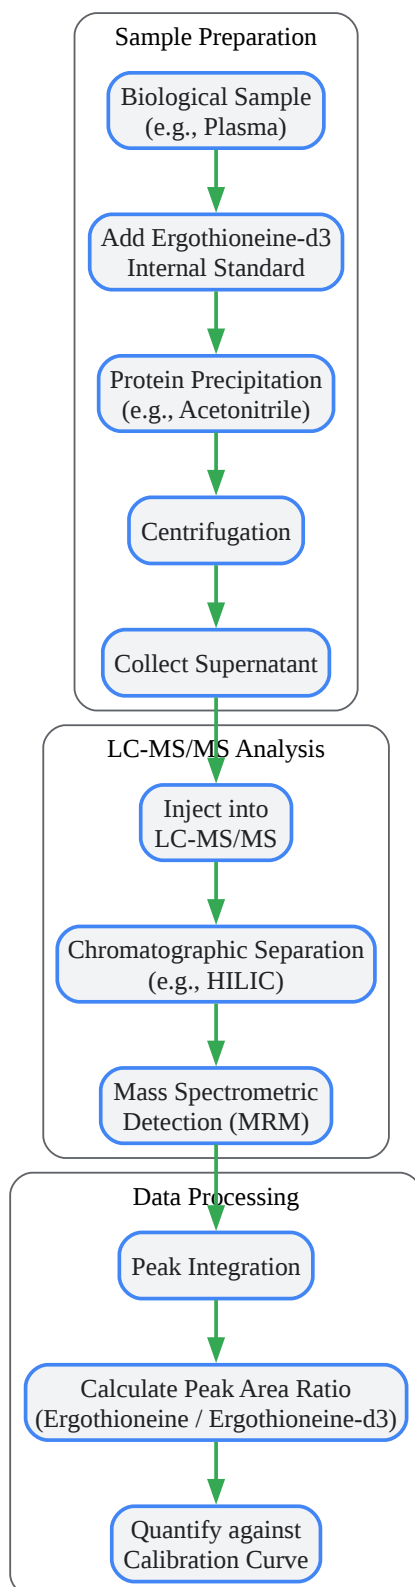 Sample Preparation
Biological Sample
(e.g., Plasma)
Add Ergothioneine-d3
Internal Standard
Protein Precipitation
(e.g., Acetonitrile)
Centrifugation
Collect Supernatant
LC-MS/MS Analysis
Inject into
LC-MS/MS
Chromatographic Separation
(e.g., HILIC)
Mass Spectrometric
Detection (MRM)
Data Processing
Peak Integration
Calculate Peak Area Ratio
(Ergothioneine / Ergothioneine-d3)
Quantify against
Calibration Curve